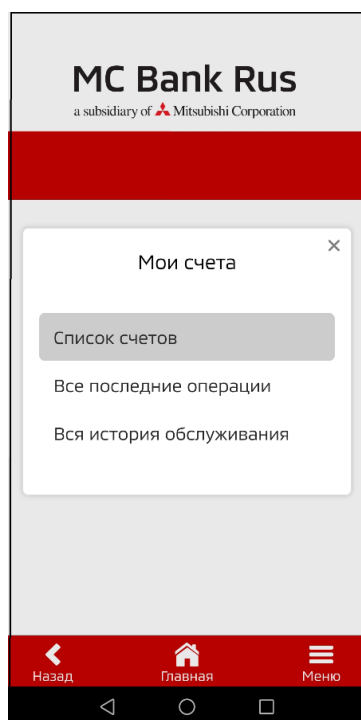 MC Bank Rus
a subsidiary of Mitsubishi Corporation
Мои счета
Список счетов
Все последние операции
Вся история обслуживания
Назад
Главная
Меню